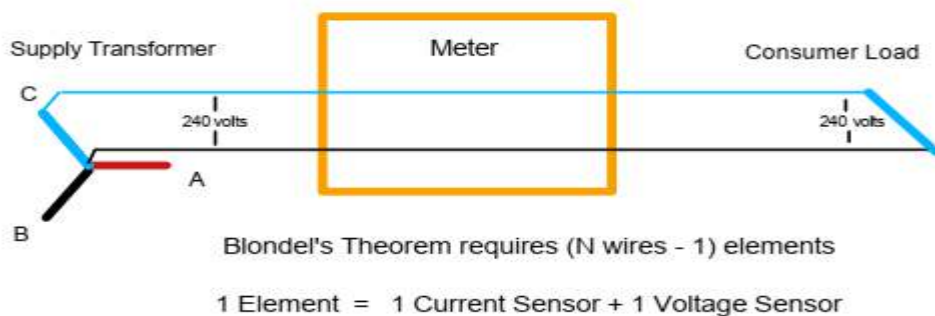 Supply Transformer
Meter
Consumer Load
C
240 volts
240 volts
A
B
Blondel's Theorem requires (N wires - 1) elements
1 Element = 1 Current Sensor + 1 Voltage Sensor